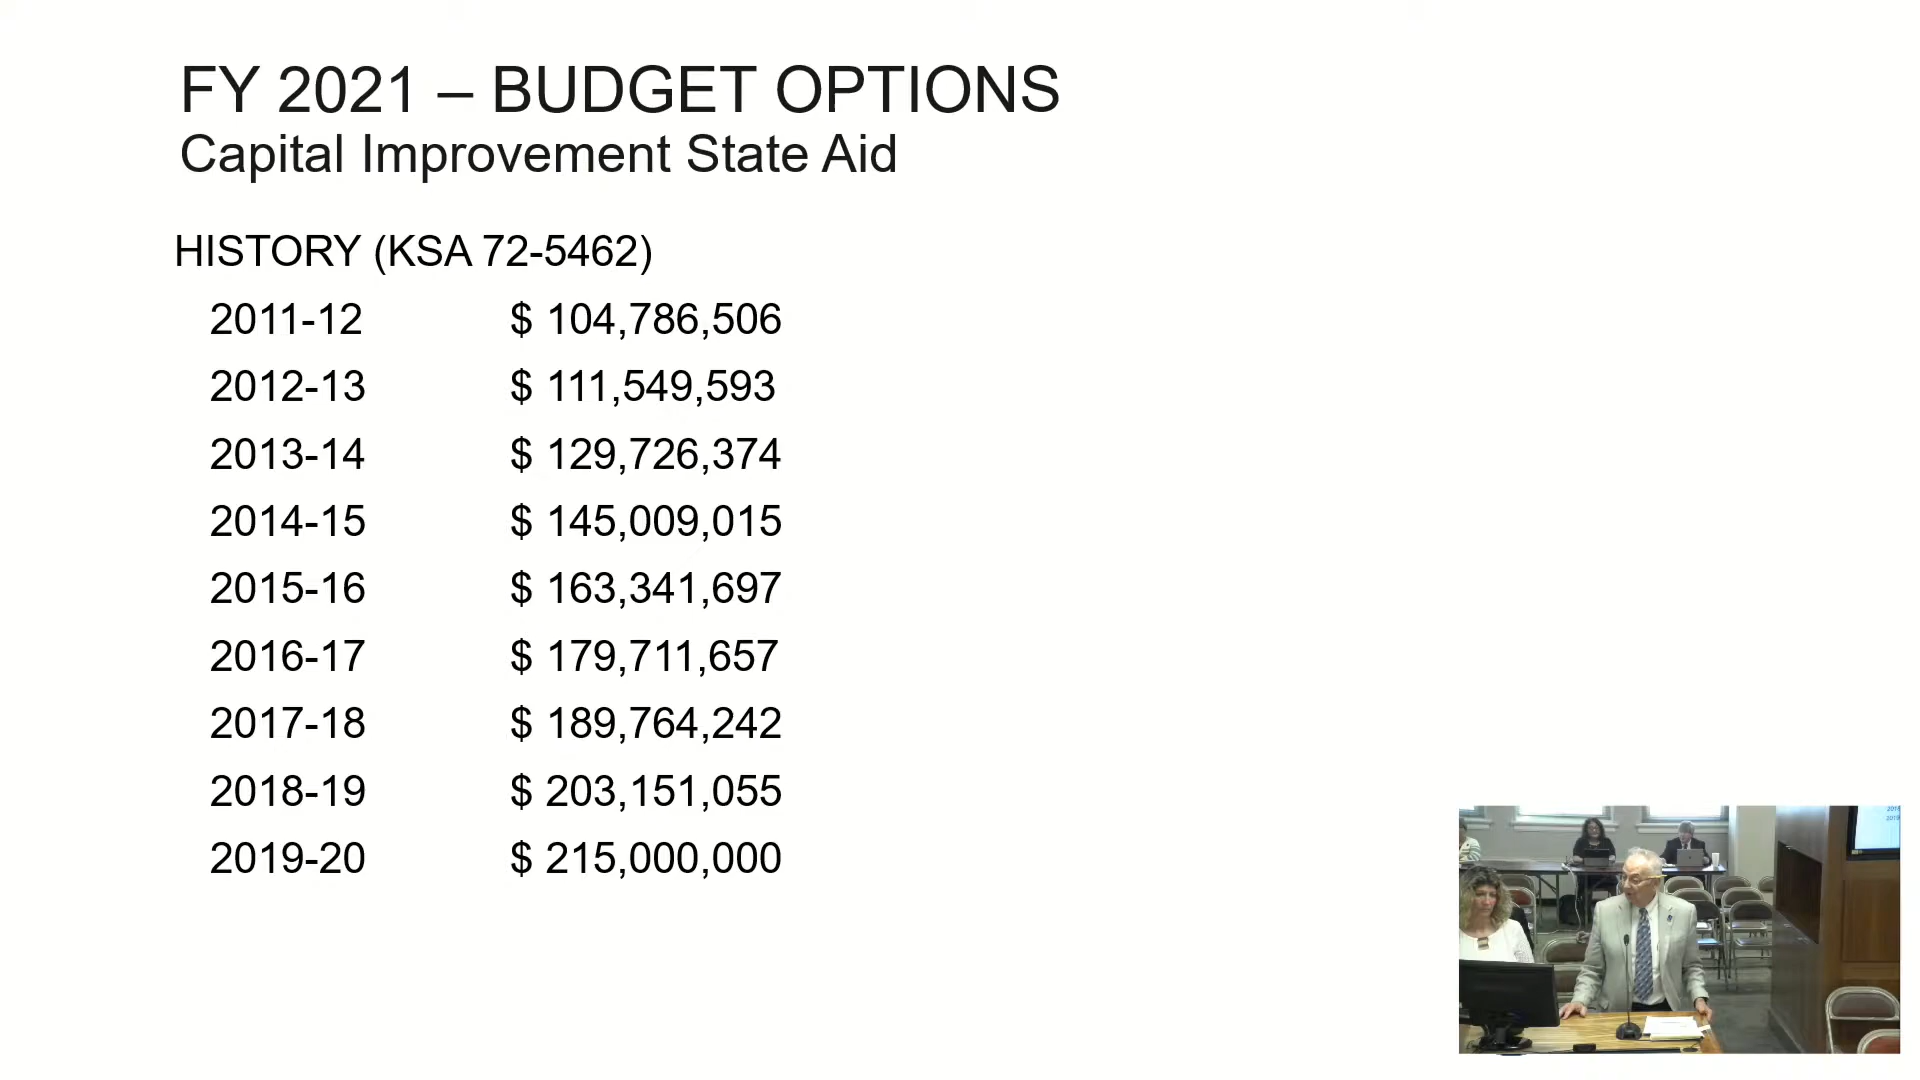 FY 2021 – BUDGET OPTIONS
Capital Improvement State Aid
HISTORY (KSA 72-5462)
2011-12 $ 104,786,506
2012-13 $ 111,549,593
2013-14 $ 129,726,374
2014-15 $ 145,009,015
2015-16 $ 163,341,697
2016-17 $ 179,711,657
2017-18 $ 189,764,242
2018-19 $ 203,151,055
2019-20 $ 215,000,000